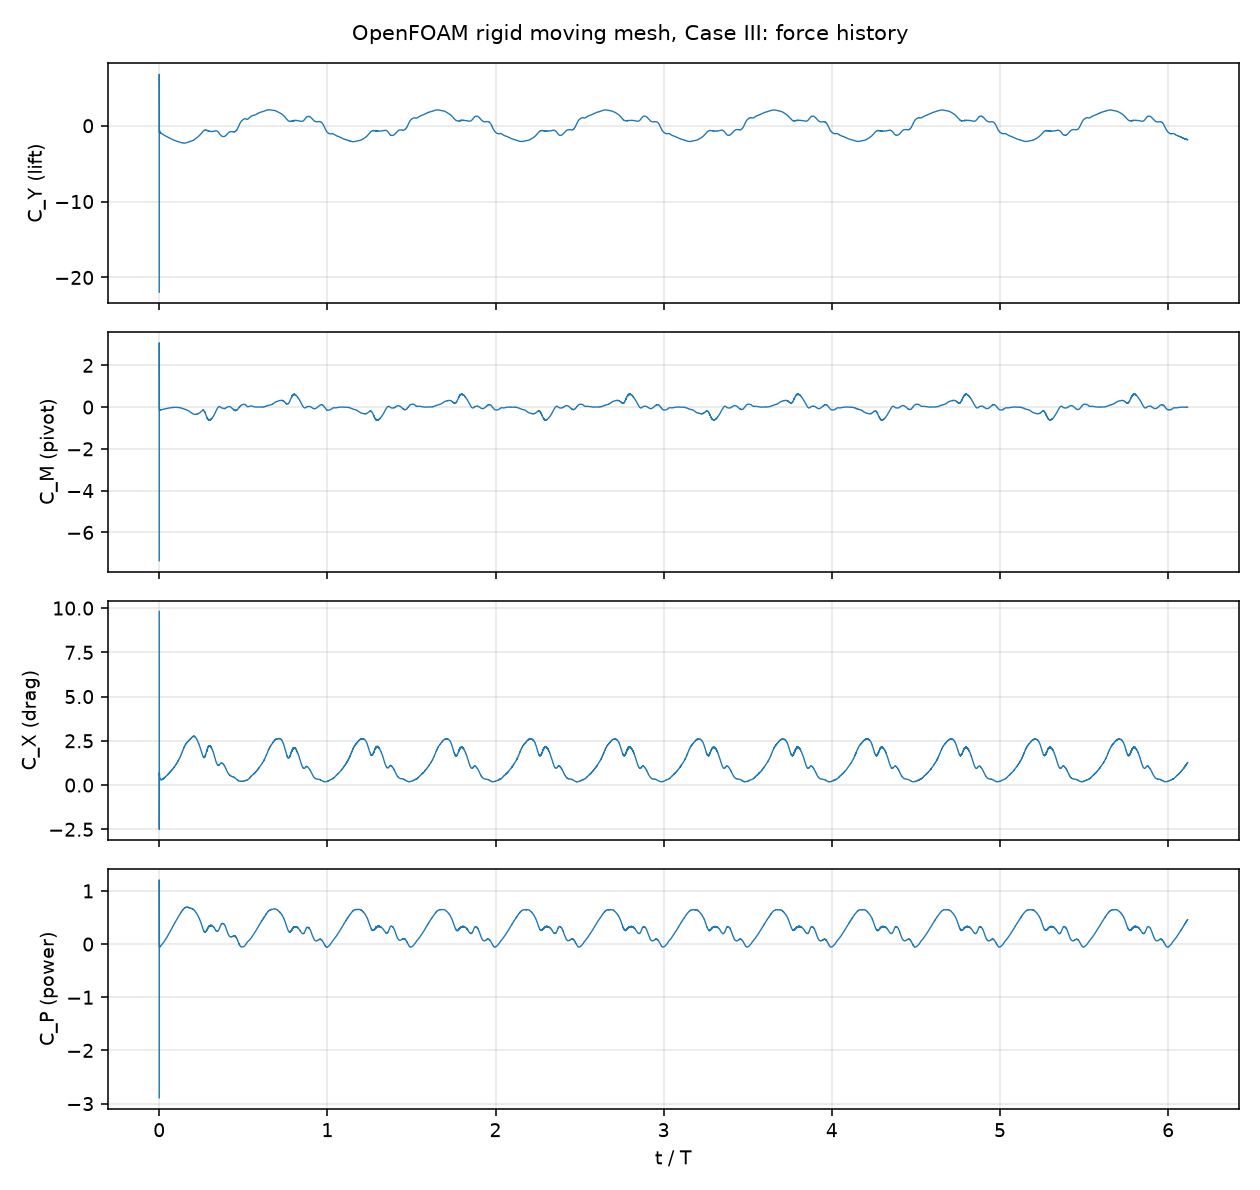 OpenFOAM rigid moving mesh, Case III: force history
0
−10
−20
C_Y (lift)
2
0
−2
−4
−6
C_M (pivot)
10.0
7.5
5.0
2.5
0.0
−2.5
C_X (drag)
1
0
−1
−2
−3
C_P (power)
0 1 2 3 4 5 6
t / T